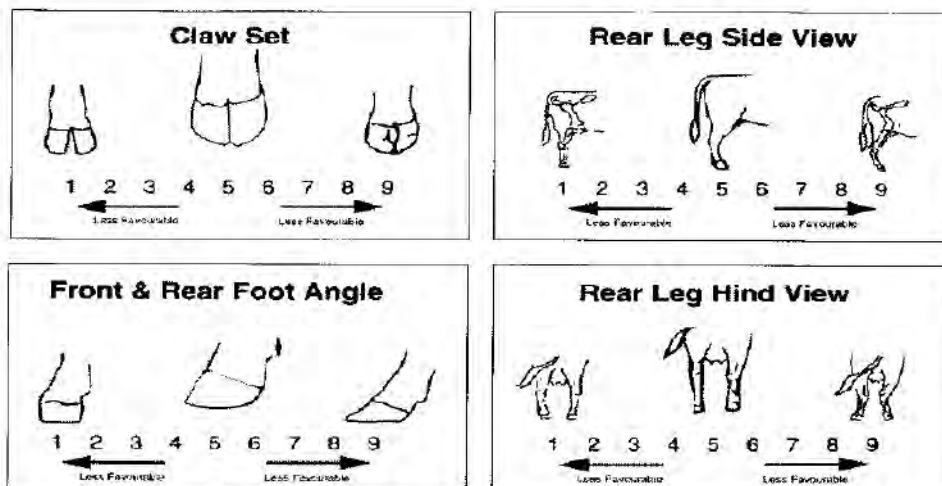 Claw Set
1 2 3 4 5 6 7 8 9
Less Favourable Less Favourable
Rear Leg Side View
1 2 3 4 5 6 7 8 9
Less Favourable Less Favourable
Front & Rear Foot Angle
1 2 3 4 5 6 7 8 9
Less Favourable Less Favourable
Rear Leg Hind View
1 2 3 4 5 6 7 8 9
Less Favourable Less Favourable